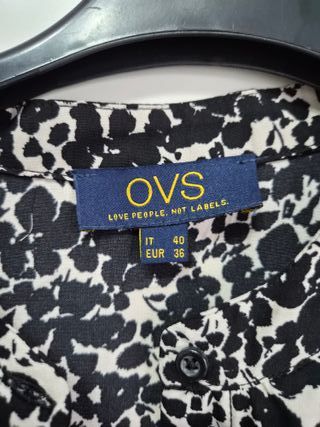 OVS
LOVE PEOPLE, NOT LABELS.
IT 40
EUR 36